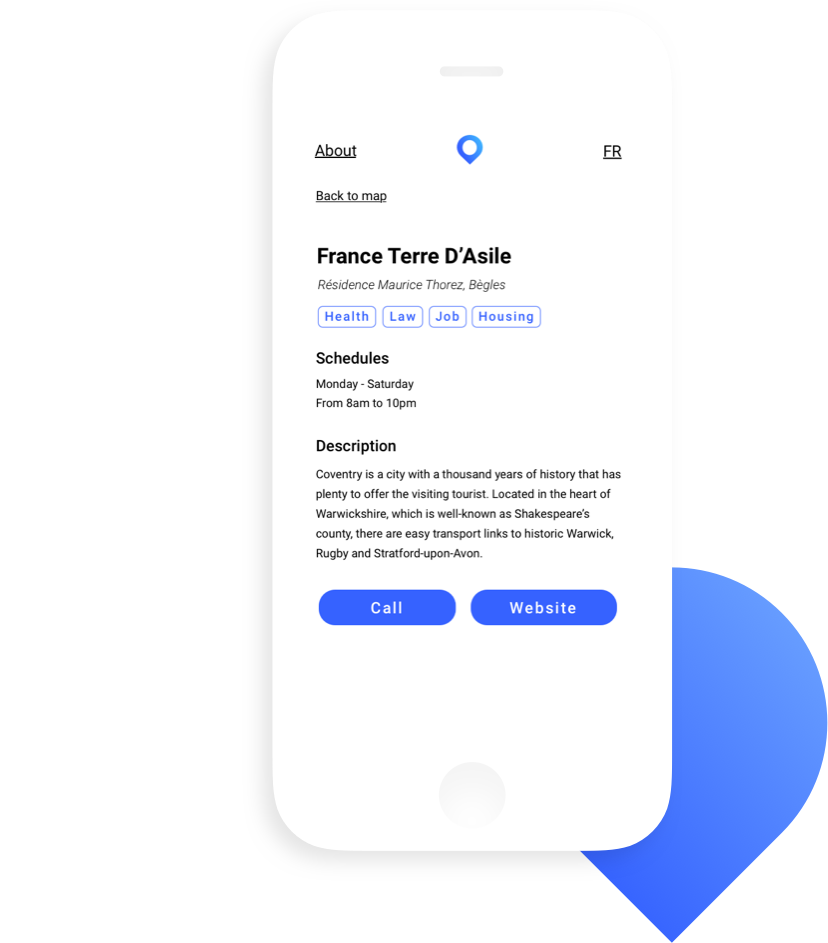 About
FR
Back to map
France Terre D’Asile
Résidence Maurice Thorez, Bègles
Health Law Job Housing
Schedules
Monday - Saturday
From 8am to 10pm
Description
Coventry is a city with a thousand years of history that has
plenty to offer the visiting tourist. Located in the heart of
Warwickshire, which is well-known as Shakespeare’s
county, there are easy transport links to historic Warwick,
Rugby and Stratford-upon-Avon.
Call Website